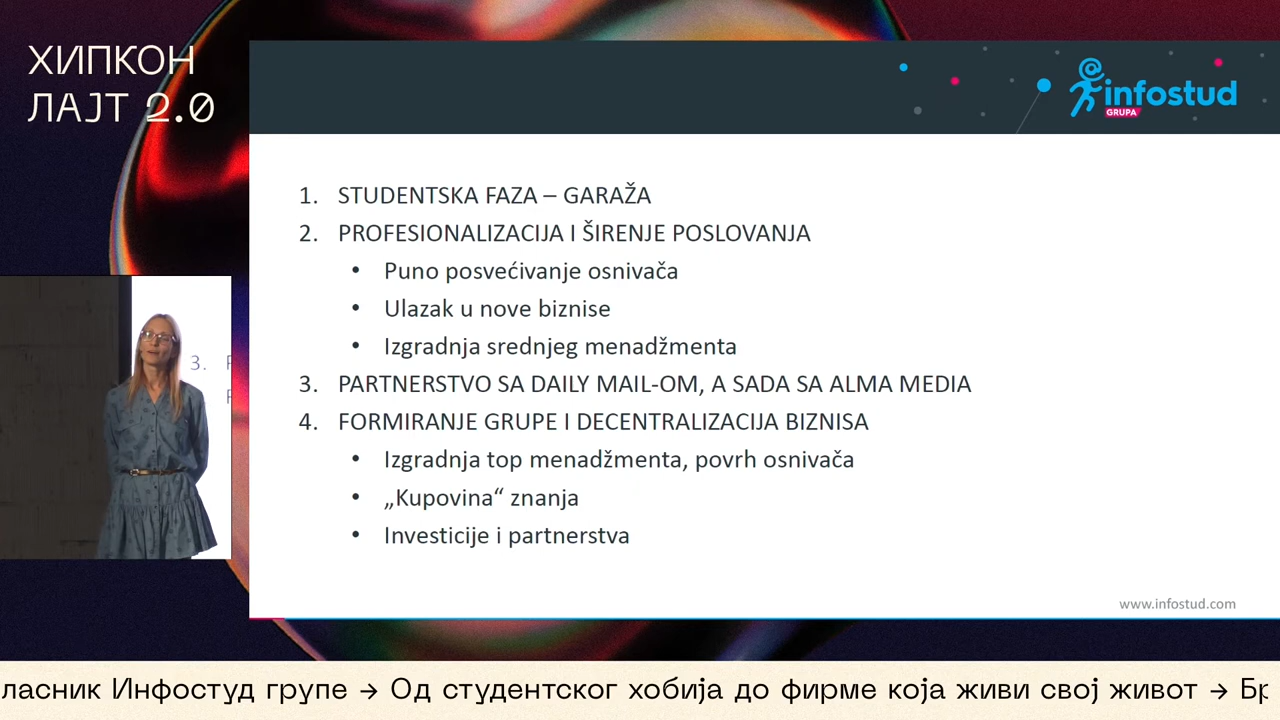 ХИПКОН
ЛАЈТ 2.0
infostud
GRUPA
1. STUDENTSKA FAZA – GARAŽA
2. PROFESIONALIZACIJA I ŠIRENJE POSLOVANJA
• Puno posvećivanje osnivača
• Ulazak u nove biznise
• Izgradnja srednjeg menadžmenta
3. PARTNERSTVO SA DAILY MAIL-OM, A SADA SA ALMA MEDIA
4. FORMIRANJE GRUPE I DECENTRALIZACIJA BIZNISA
• Izgradnja top menadžmenta, povrh osnivača
• „Kupovina“ znanja
• Investicije i partnerstva
www.infostud.com
3.
ласник Инфостуд групе → Од студентског хобија до фирме која живи свој живот →